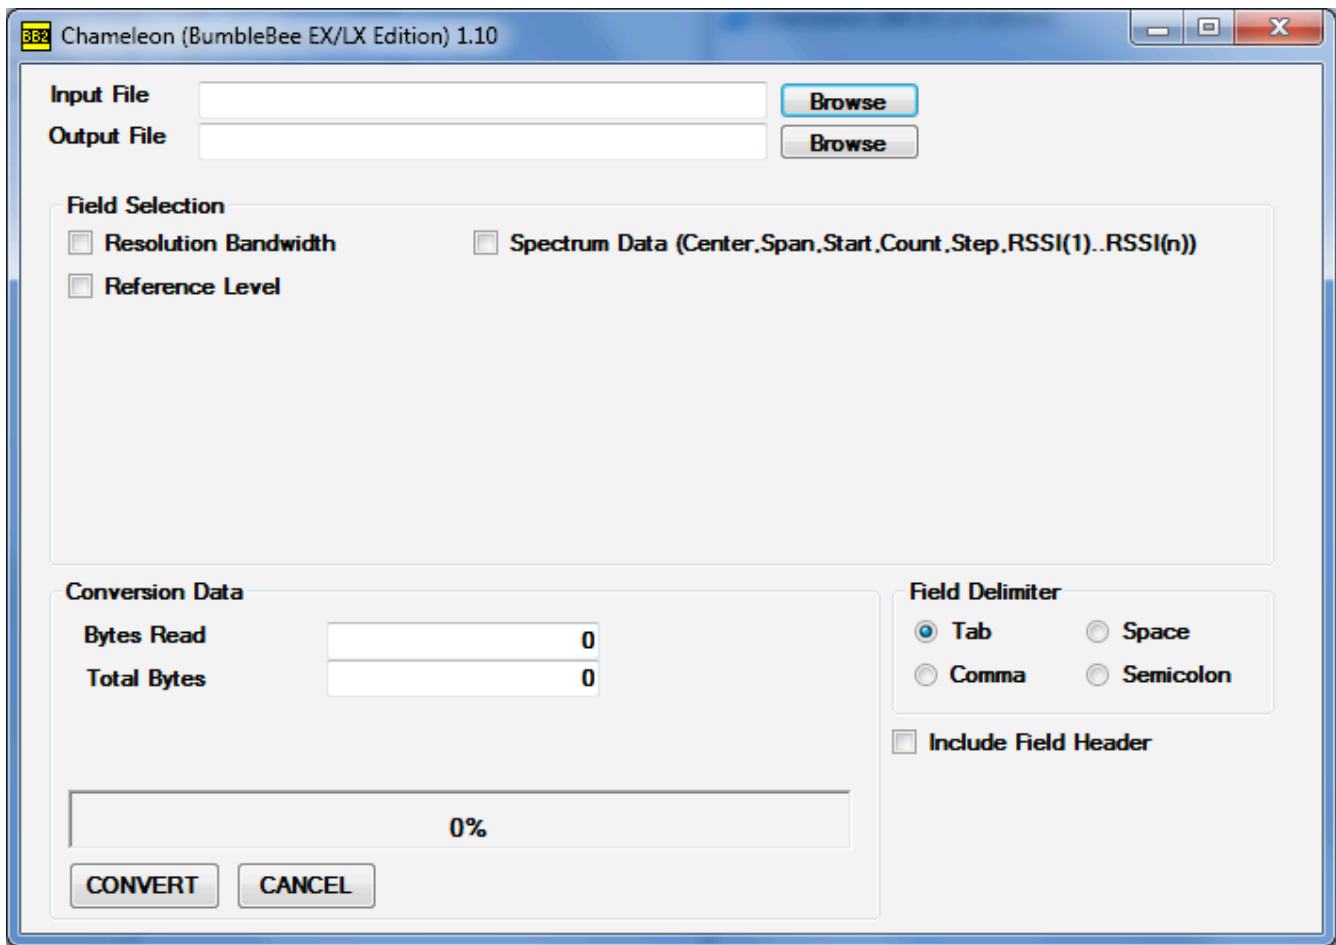 BB2 Chameleon (BumbleBee EX/LX Edition) 1.10
Input File Browse
Output File Browse
Field Selection
Resolution Bandwidth Spectrum Data (Center,Span,Start,Count,Step,RSSI(1)..RSSI(n))
Reference Level
Conversion Data Field Delimiter
Bytes Read 0 Tab Space
Total Bytes 0 Comma Semicolon
Include Field Header
0%
CONVERT CANCEL